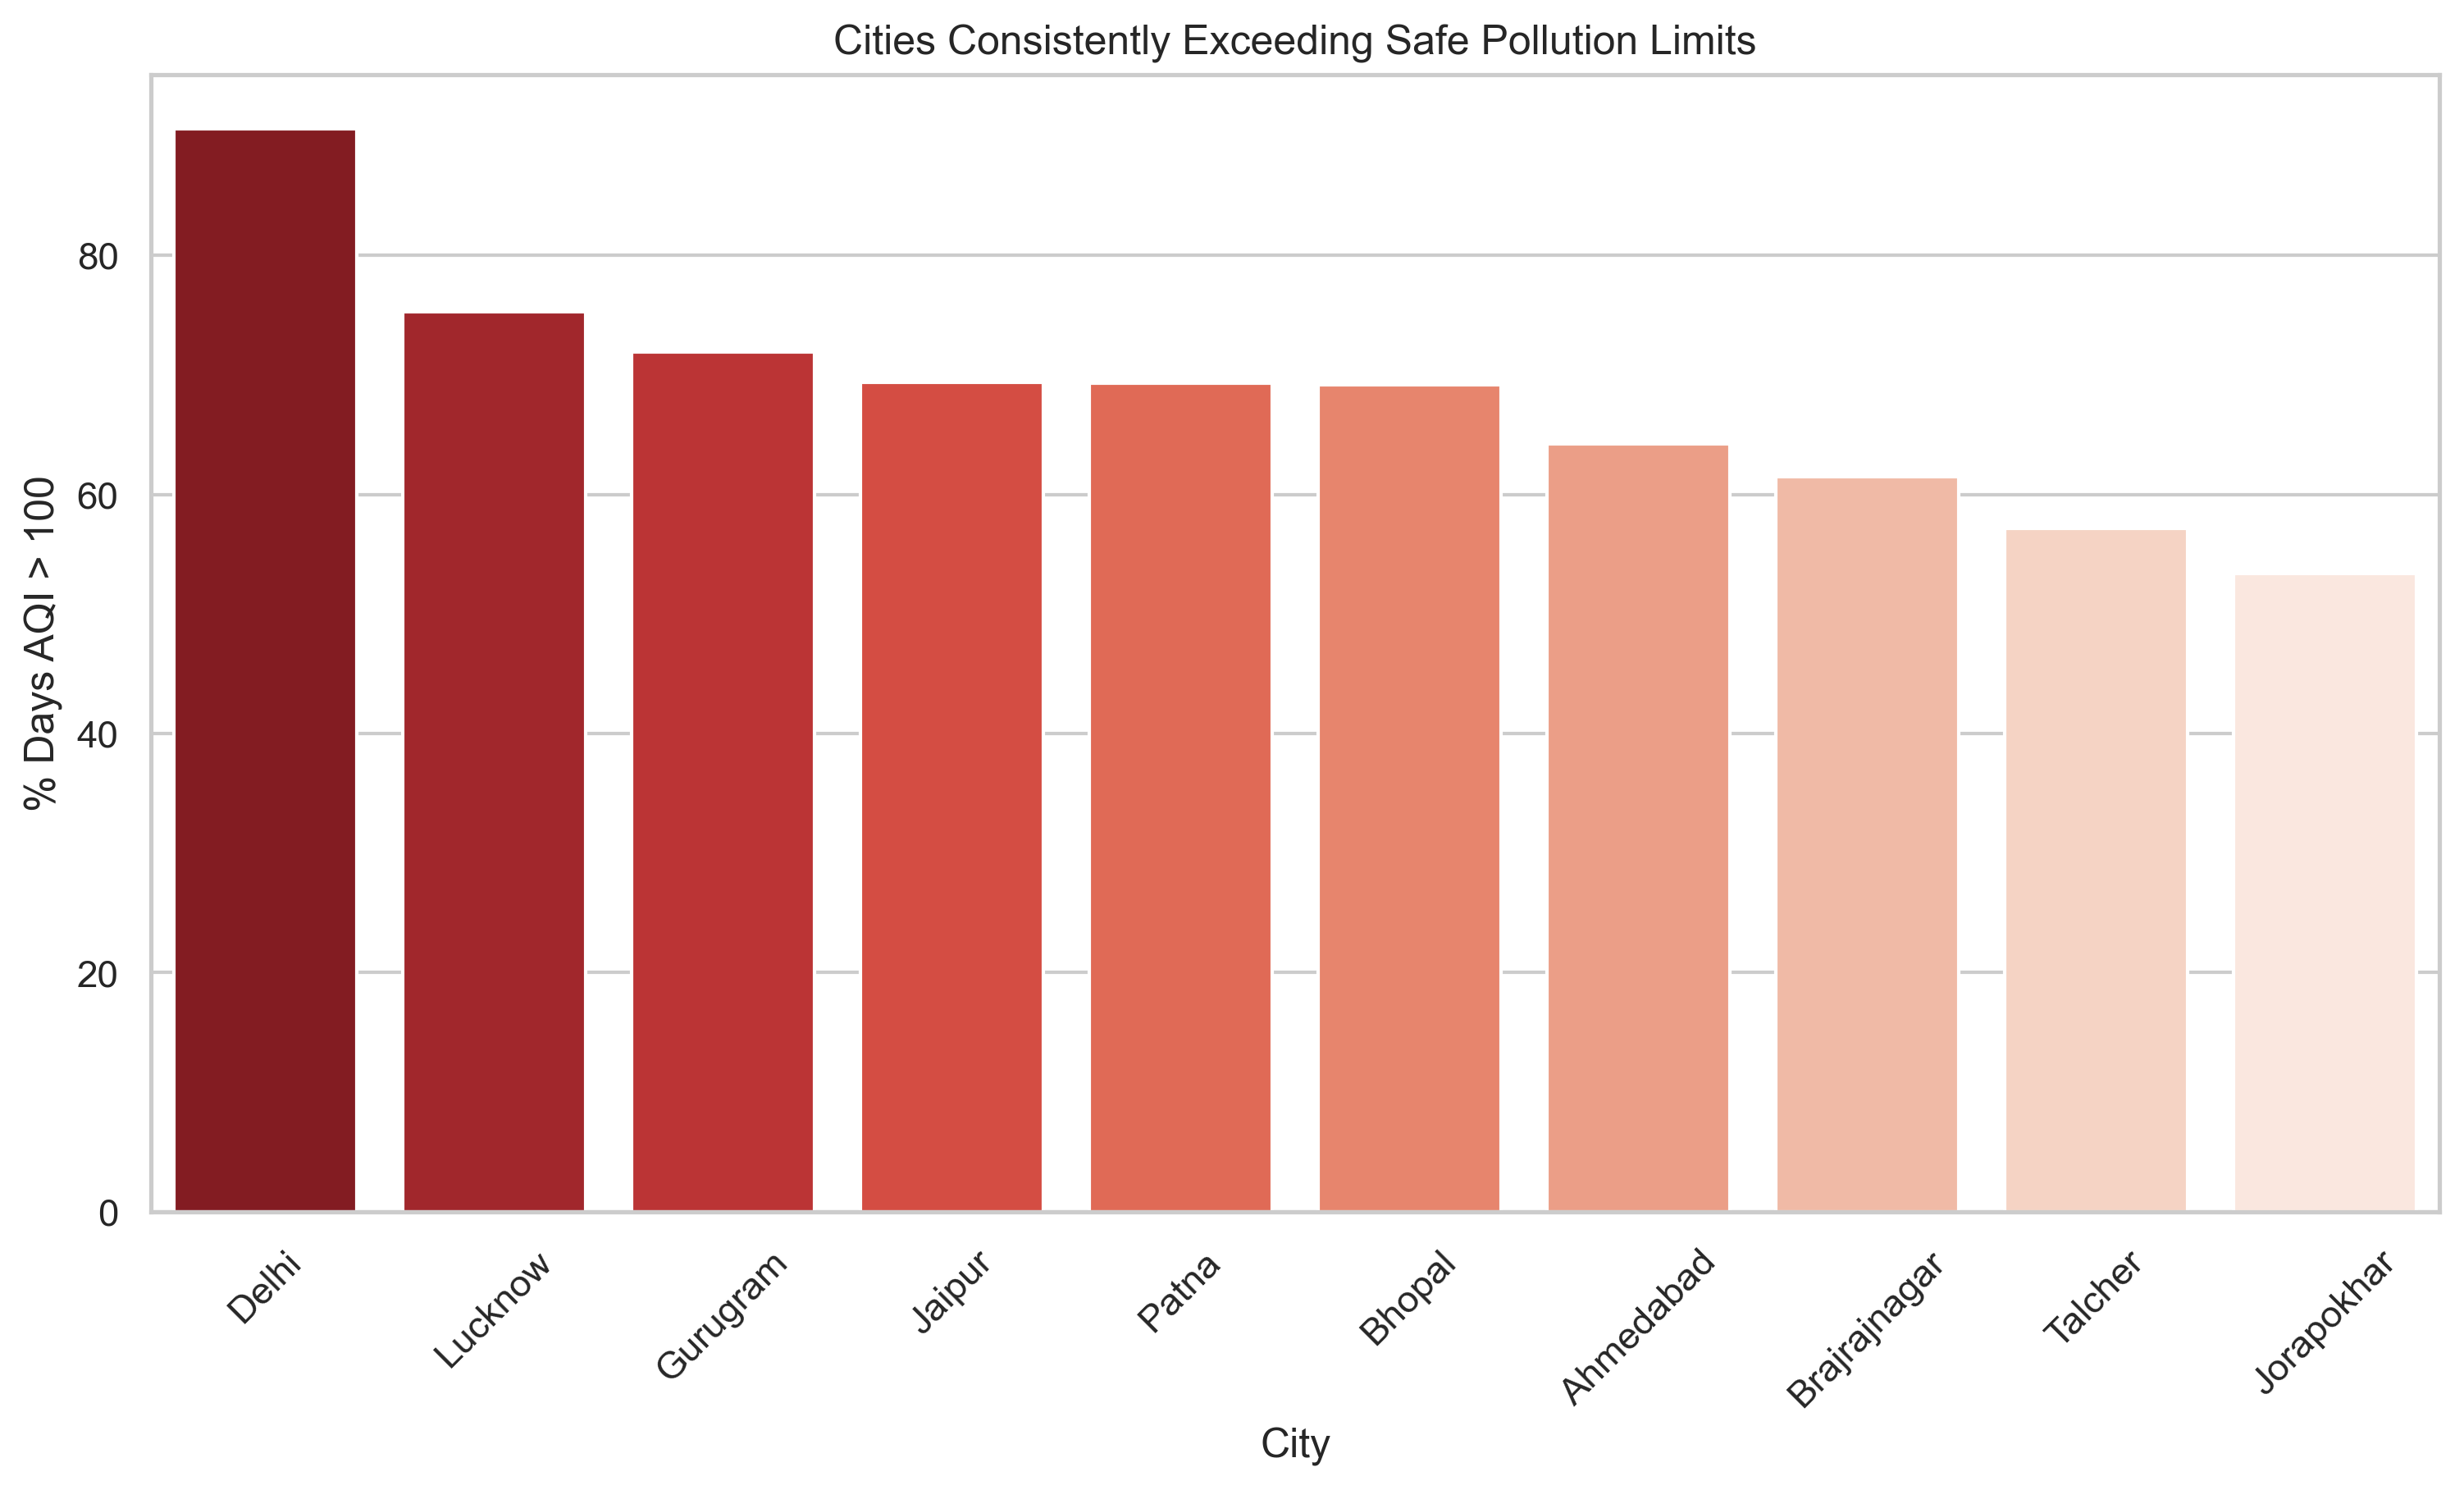 Cities Consistently Exceeding Safe Pollution Limits
% Days AQI > 100
80
60
40
20
0
Delhi
Lucknow
Gurugram
Jaipur
Patna
Bhopal
Ahmedabad
Brajrajnagar
Talcher
Jorapokhar
City